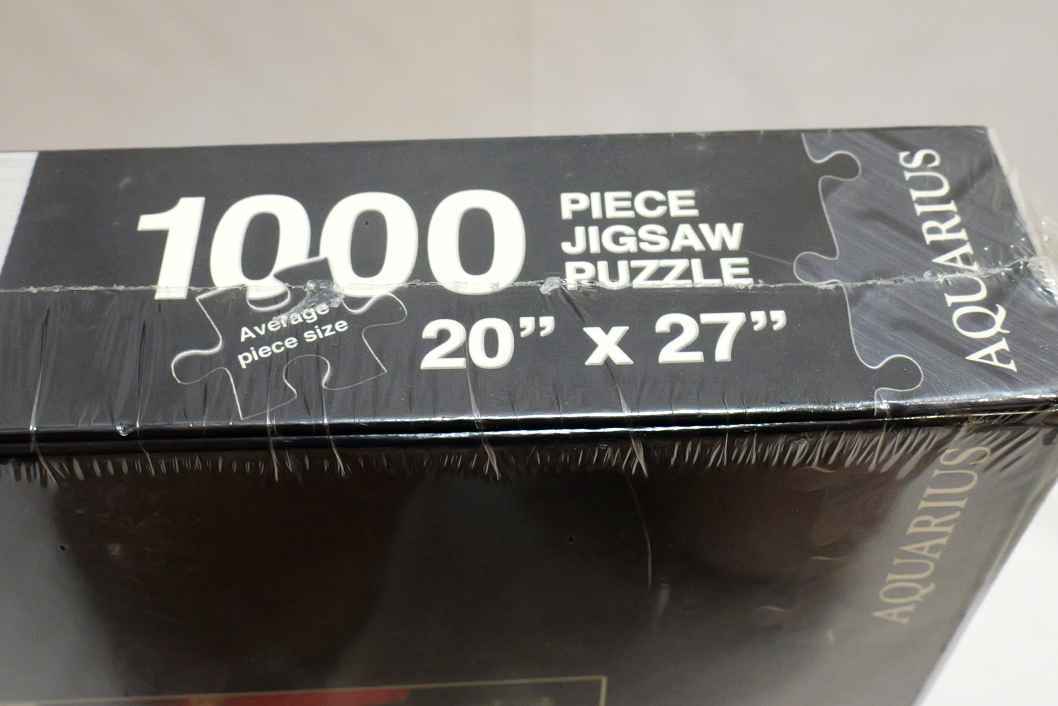 1000
PIECE
JIGSAW
PUZZLE
Average
piece size
20” x 27”
AQUARIUS
AQUARIUS